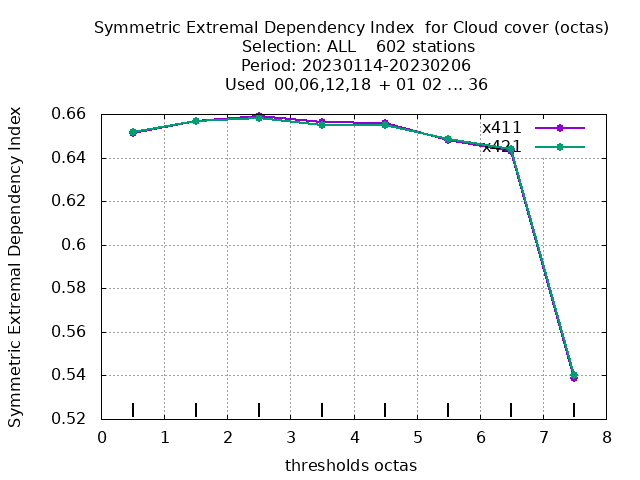 Symmetric Extremal Dependency Index  for Cloud cover (octas)
Selection: ALL    602 stations
Period: 20230114-20230206
Used  00,06,12,18  + 01 02 ... 36
Symmetric Extremal Dependency Index
0.66
0.64
0.62
0.6
0.58
0.56
0.54
0.52
x411
x421
0 1 2 3 4 5 6 7 8
thresholds octas